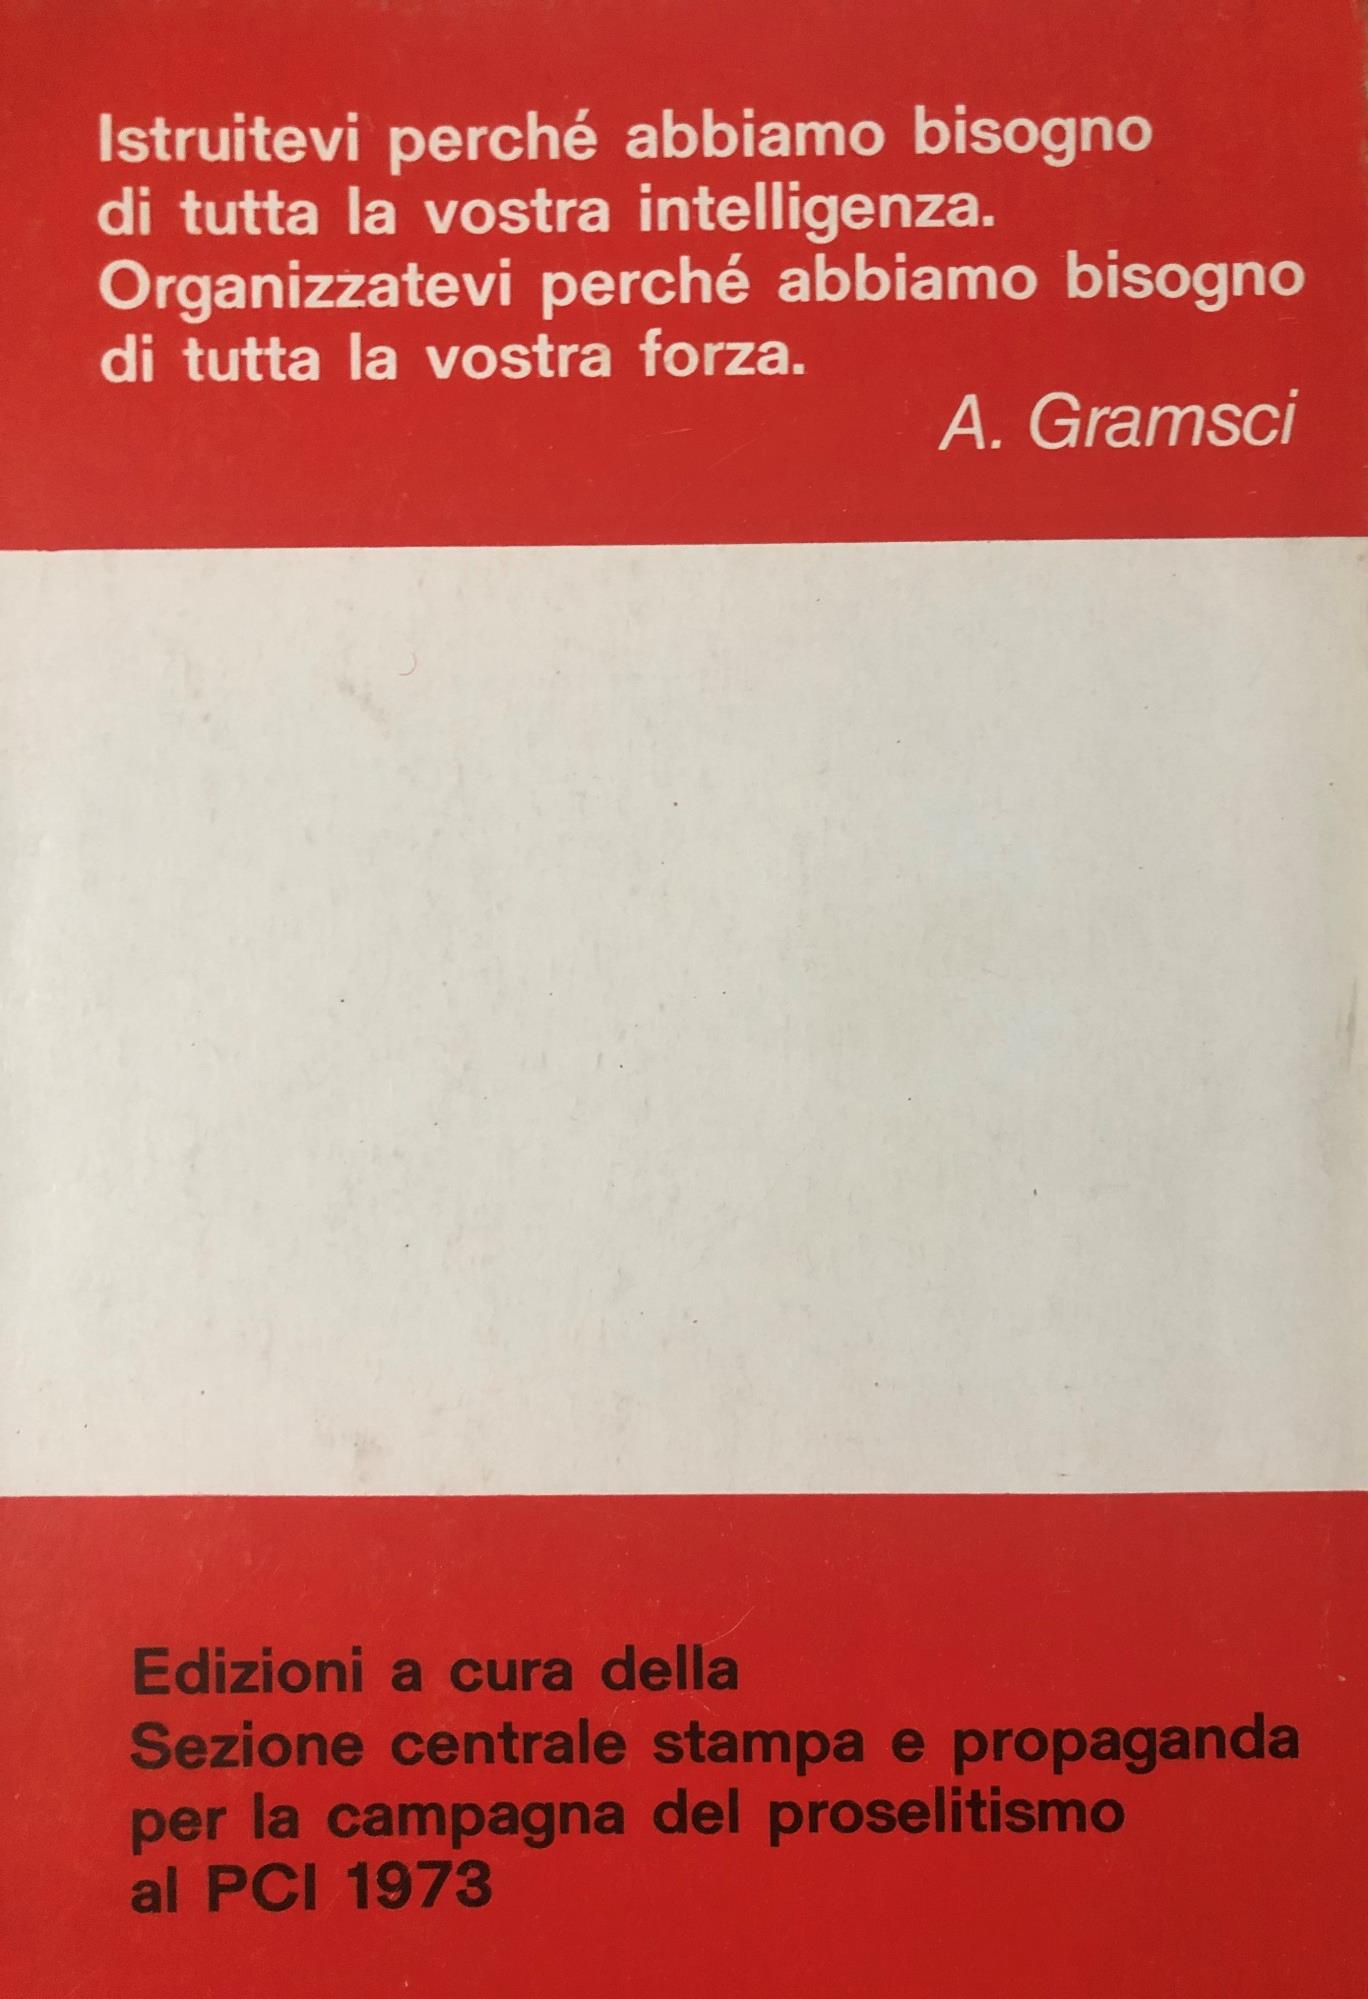 Istruitevi perché abbiamo bisogno
di tutta la vostra intelligenza.
Organizzatevi perché abbiamo bisogno
di tutta la vostra forza.
A. Gramsci
Edizioni a cura della
Sezione centrale stampa e propaganda
per la campagna del proselitismo
al PCI 1973